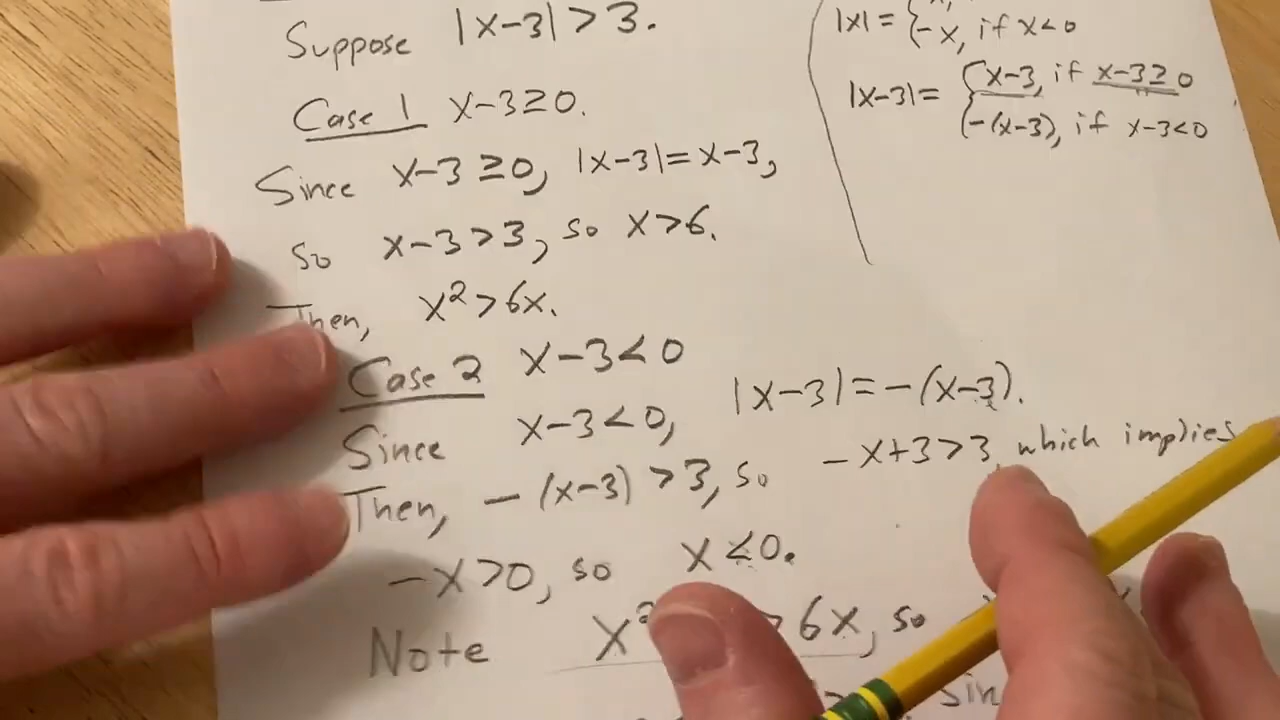 Suppose |x-3|>3.
Case 1 x-3≥0.
Since x-3≥0, |x-3|=x-3,
so x-3>3, so x>6.
Then, x²>6x.
Case 2 x-3<0
Since x-3<0, |x-3|=-(x-3).
Then, -(x-3)>3, so -x+3>3, which implies
-x>0, so x<0.
Note x² > 6x, so
|x|={
-x, if x<0
|x-3|={x-3, if x-3≥0
-(x-3), if x-3<0